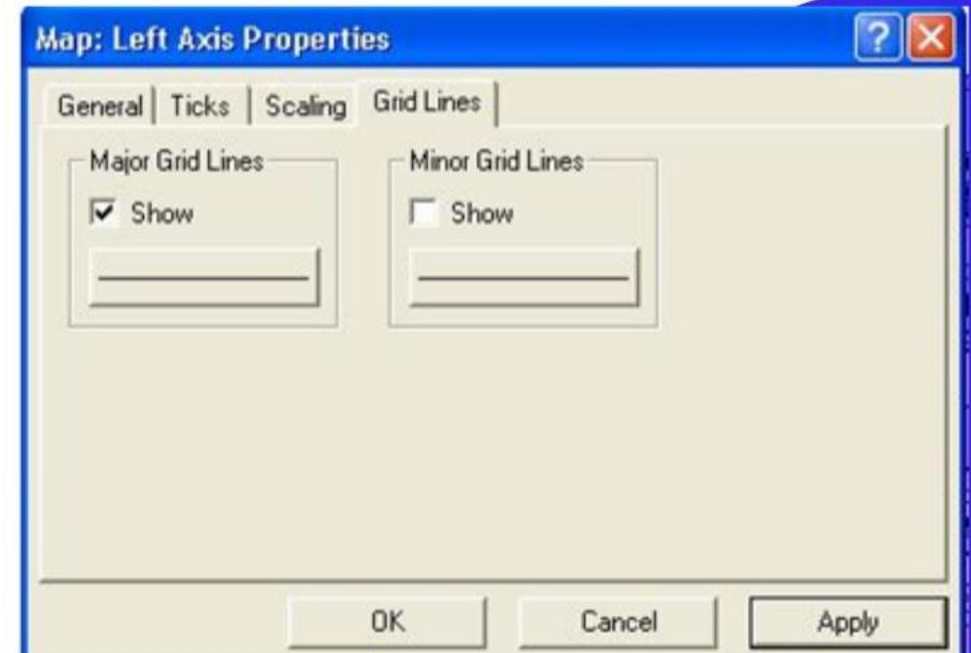 Map: Left Axis Properties
General Ticks Scaling Grid Lines
Major Grid Lines Minor Grid Lines
Show Show
OK Cancel Apply